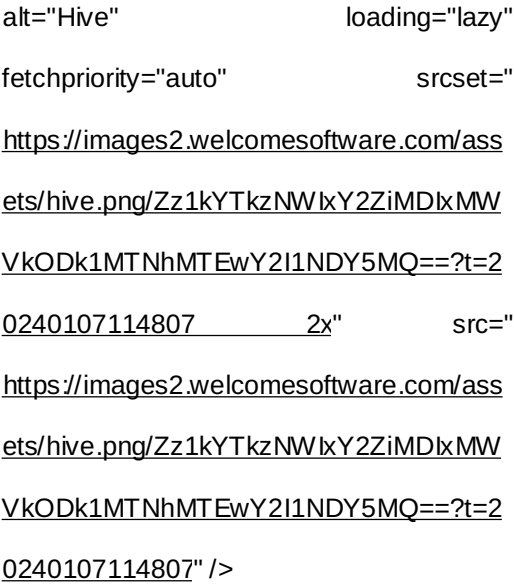 alt="Hive" loading="lazy"
fetchpriority="auto" srcset="
https://images2.welcomesoftware.com/ass
ets/hive.png/Zz1kYTkzNWIxY2ZiMDIxMW
VkODk1MTNhMTEwY2I1NDY5MQ==?t=2
0240107114807 2x" src="
https://images2.welcomesoftware.com/ass
ets/hive.png/Zz1kYTkzNWIxY2ZiMDIxMW
VkODk1MTNhMTEwY2I1NDY5MQ==?t=2
0240107114807" />